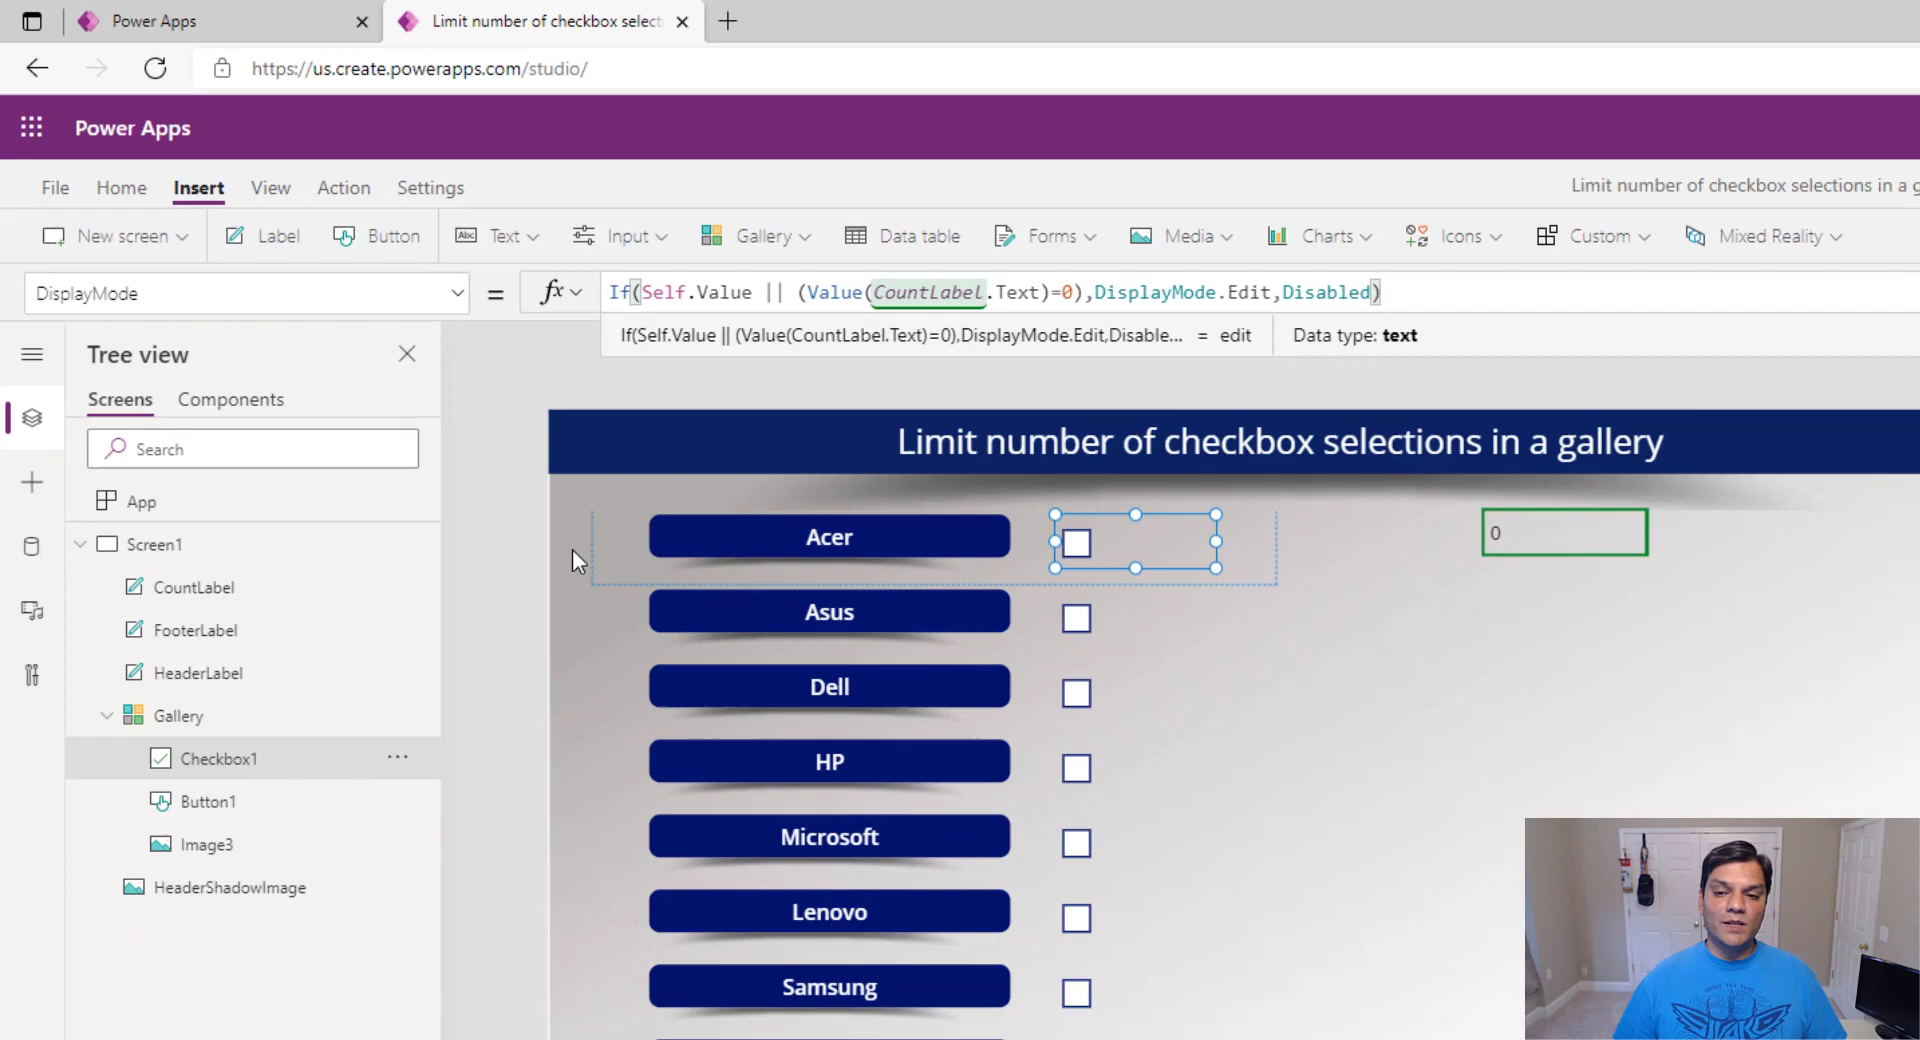 Power Apps
Limit number of checkbox select
https://us.create.powerapps.com/studio/
Power Apps
File Home Insert View Action Settings
Limit number of checkbox selections in a g
New screen Label Button Abc Text Input Gallery Data table Forms Media Charts Icons Custom Mixed Reality
DisplayMode = fx If(Self.Value || (Value(CountLabel.Text)=0),DisplayMode.Edit,Disabled)
If(Self.Value || (Value(CountLabel.Text)=0),DisplayMode.Edit,Disable... = edit Data type: text
Tree view
Screens Components
Search
App
Screen1
CountLabel
FooterLabel
HeaderLabel
Gallery
Checkbox1 ...
Button1
Image3
HeaderShadowImage
Limit number of checkbox selections in a gallery
Acer
0
Asus
Dell
HP
Microsoft
Lenovo
Samsung